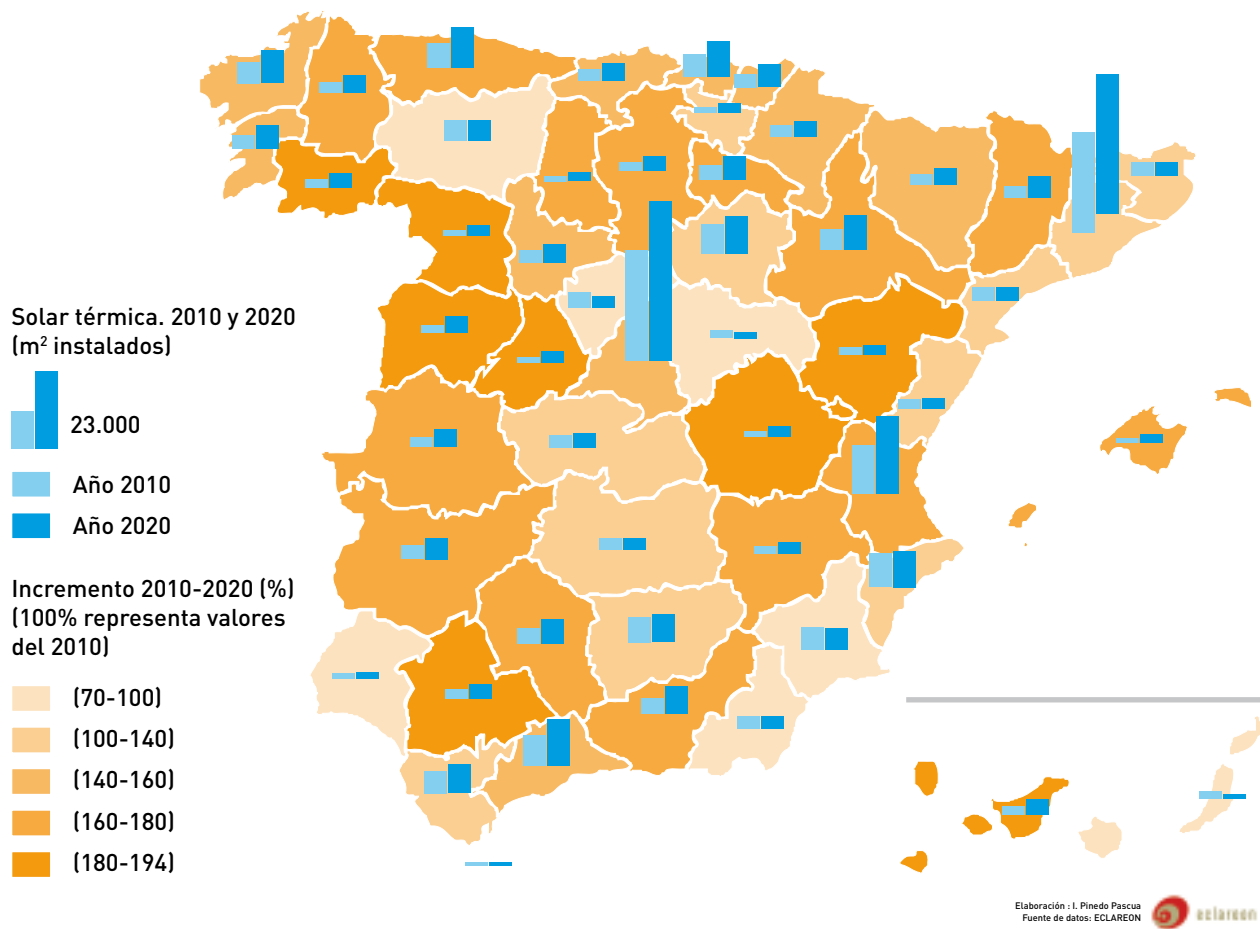 Solar térmica. 2010 y 2020
(m² instalados)
23.000
Año 2010
Año 2020
Incremento 2010-2020 (%)
(100% representa valores
del 2010)
(70-100)
(100-140)
(140-160)
(160-180)
(180-194)
Elaboración : I. Pinedo Pascua
Fuente de datos: ECLAREON
eclareon